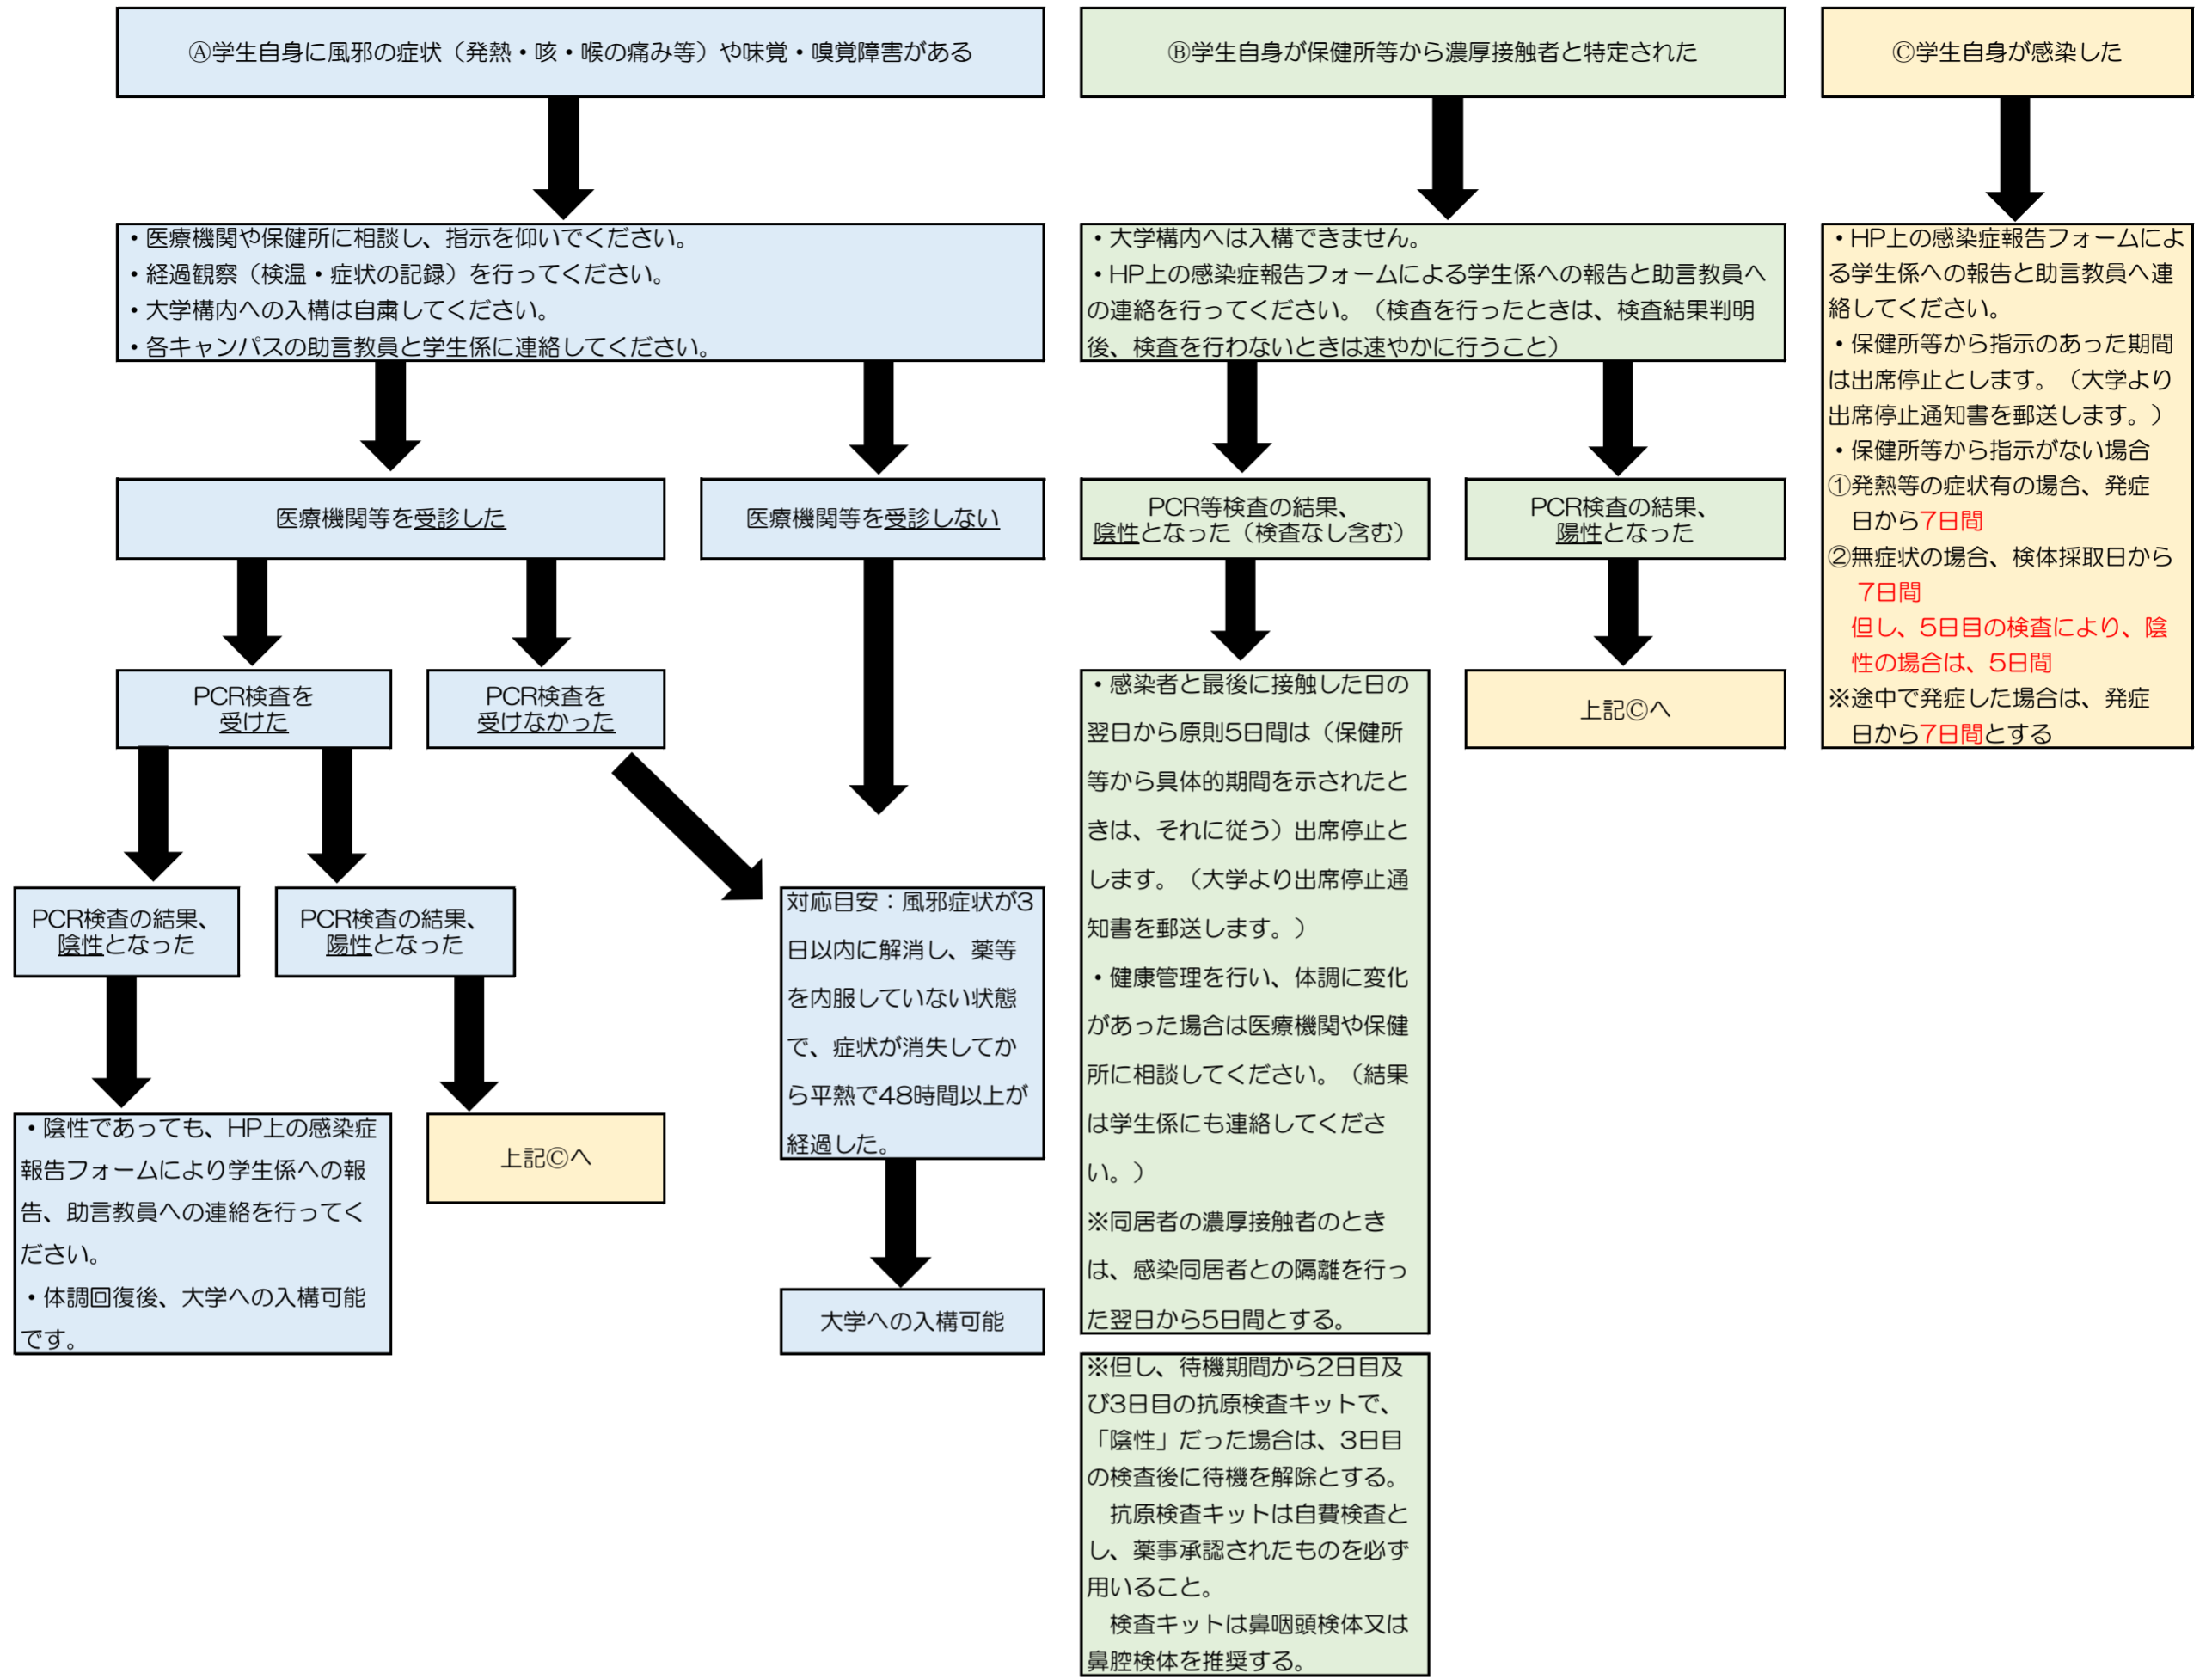 Ⓐ学生自身に風邪の症状（発熱・咳・喉の痛み等）や味覚・嗅覚障害がある
Ⓑ学生自身が保健所等から濃厚接触者と特定された
Ⓒ学生自身が感染した
・医療機関や保健所に相談し、指示を仰いでください。
・経過観察（検温・症状の記録）を行ってください。
・大学構内への入構は自粛してください。
・各キャンパスの助言教員と学生係に連絡してください。
・大学構内へは入構できません。
・HP上の感染症報告フォームによる学生係への報告と助言教員へ
の連絡を行ってください。（検査を行ったときは、検査結果判明
後、検査を行わないときは速やかに行うこと）
・HP上の感染症報告フォームによ
る学生係への報告と助言教員へ連
絡してください。
・保健所等から指示のあった期間
は出席停止とします。（大学より
出席停止通知書を郵送します。）
・保健所等から指示がない場合
①発熱等の症状有の場合、発症
日から7日間
②無症状の場合、検体採取日から
7日間
但し、5日目の検査により、陰
性の場合は、5日間
※途中で発症した場合は、発症
日から7日間とする
医療機関等を受診した
医療機関等を受診しない
PCR等検査の結果、
陰性となった（検査なし含む）
PCR検査の結果、
陽性となった
PCR検査を
受けた
PCR検査を
受けなかった
・感染者と最後に接触した日の
翌日から原則5日間は（保健所
等から具体的期間を示されたと
きは、それに従う）出席停止と
します。（大学より出席停止通
知書を郵送します。）
・健康管理を行い、体調に変化
があった場合は医療機関や保健
所に相談してください。（結果
は学生係にも連絡してくださ
い。）
※同居者の濃厚接触者のとき
は、感染同居者との隔離を行っ
た翌日から5日間とする。
上記Ⓒへ
PCR検査の結果、
陰性となった
PCR検査の結果、
陽性となった
対応目安：風邪症状が3
日以内に解消し、薬等
を内服していない状態
で、症状が消失してか
ら平熱で48時間以上が
経過した。
・陰性であっても、HP上の感染症
報告フォームにより学生係への報
告、助言教員への連絡を行ってく
ださい。
・体調回復後、大学への入構可能
です。
上記Ⓒへ
大学への入構可能
※但し、待機期間から2日目及
び3日目の抗原検査キットで、
「陰性」だった場合は、3日目
の検査後に待機を解除とする。
抗原検査キットは自費検査と
し、薬事承認されたものを必ず
用いること。
検査キットは鼻咽頭検体又は
鼻腔検体を推奨する。